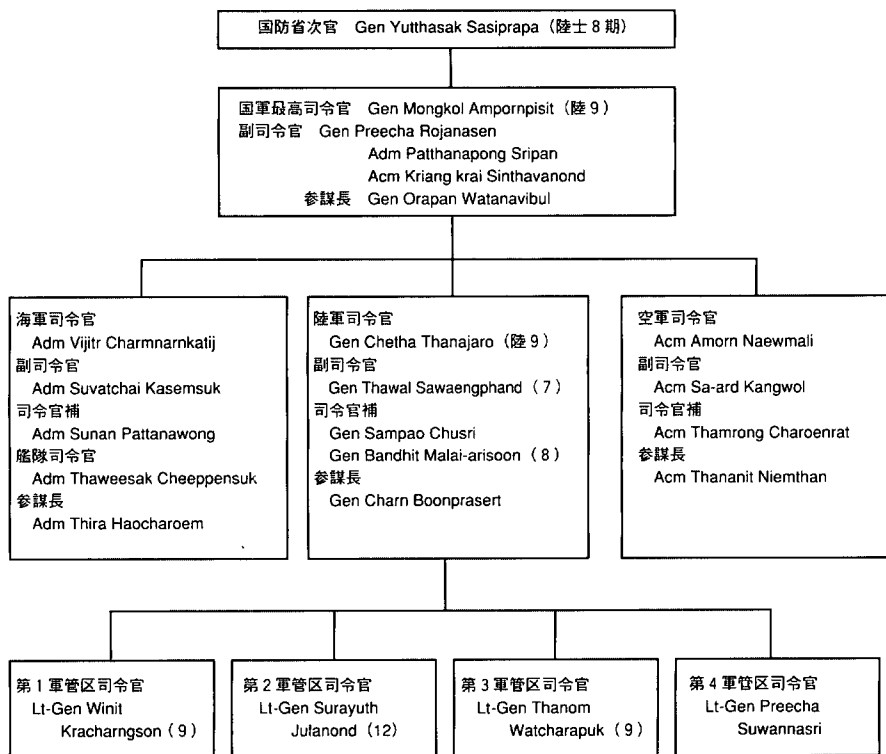 国防省次官 Gen Yutthasak Sasiprapa（陸士8期）
国軍最高司令官 Gen Mongkol Ampornpisit（陸9）
副司令官 Gen Preecha Rojanasen
Adm Patthanapong Sripan
Acm Kriang krai Sinthavanond
参謀長 Gen Orapan Watanavibul
海軍司令官
Adm Vijitr Charmnarnkatij
副司令官
Adm Suvatchai Kasemsuk
司令官補
Adm Sunan Pattanawong
艦隊司令官
Adm Thaweesak Cheeppensuk
参謀長
Adm Thira Haocharoem
陸軍司令官
Gen Chetha Thanajaro（陸9）
副司令官
Gen Thawal Sawaengphand（7）
司令官補
Gen Sampao Chusri
Gen Bandhit Malai-arisoon（8）
参謀長
Gen Charn Boonprasert
空軍司令官
Acm Amorn Naewmali
副司令官
Acm Sa-ard Kangwol
司令官補
Acm Thamrong Charoenrat
参謀長
Acm Thananit Niemthan
第1軍管区司令官
Lt-Gen Winit
Kracharngson（9）
第2軍管区司令官
Lt-Gen Surayuth
Julanond（12）
第3軍管区司令官
Lt-Gen Thanom
Watcharapuk（9）
第4軍管区司令官
Lt-Gen Preecha
Suwannasri